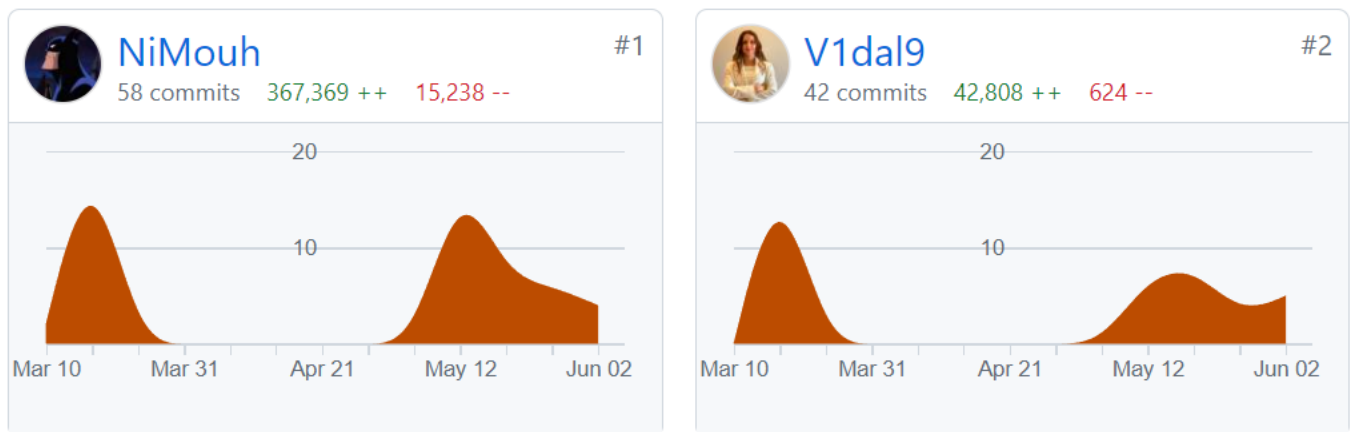 NiMouh #1
58 commits 367,369 ++ 15,238 --
20
10
Mar 10 Mar 31 Apr 21 May 12 Jun 02
V1dal9 #2
42 commits 42,808 ++ 624 --
20
10
Mar 10 Mar 31 Apr 21 May 12 Jun 02